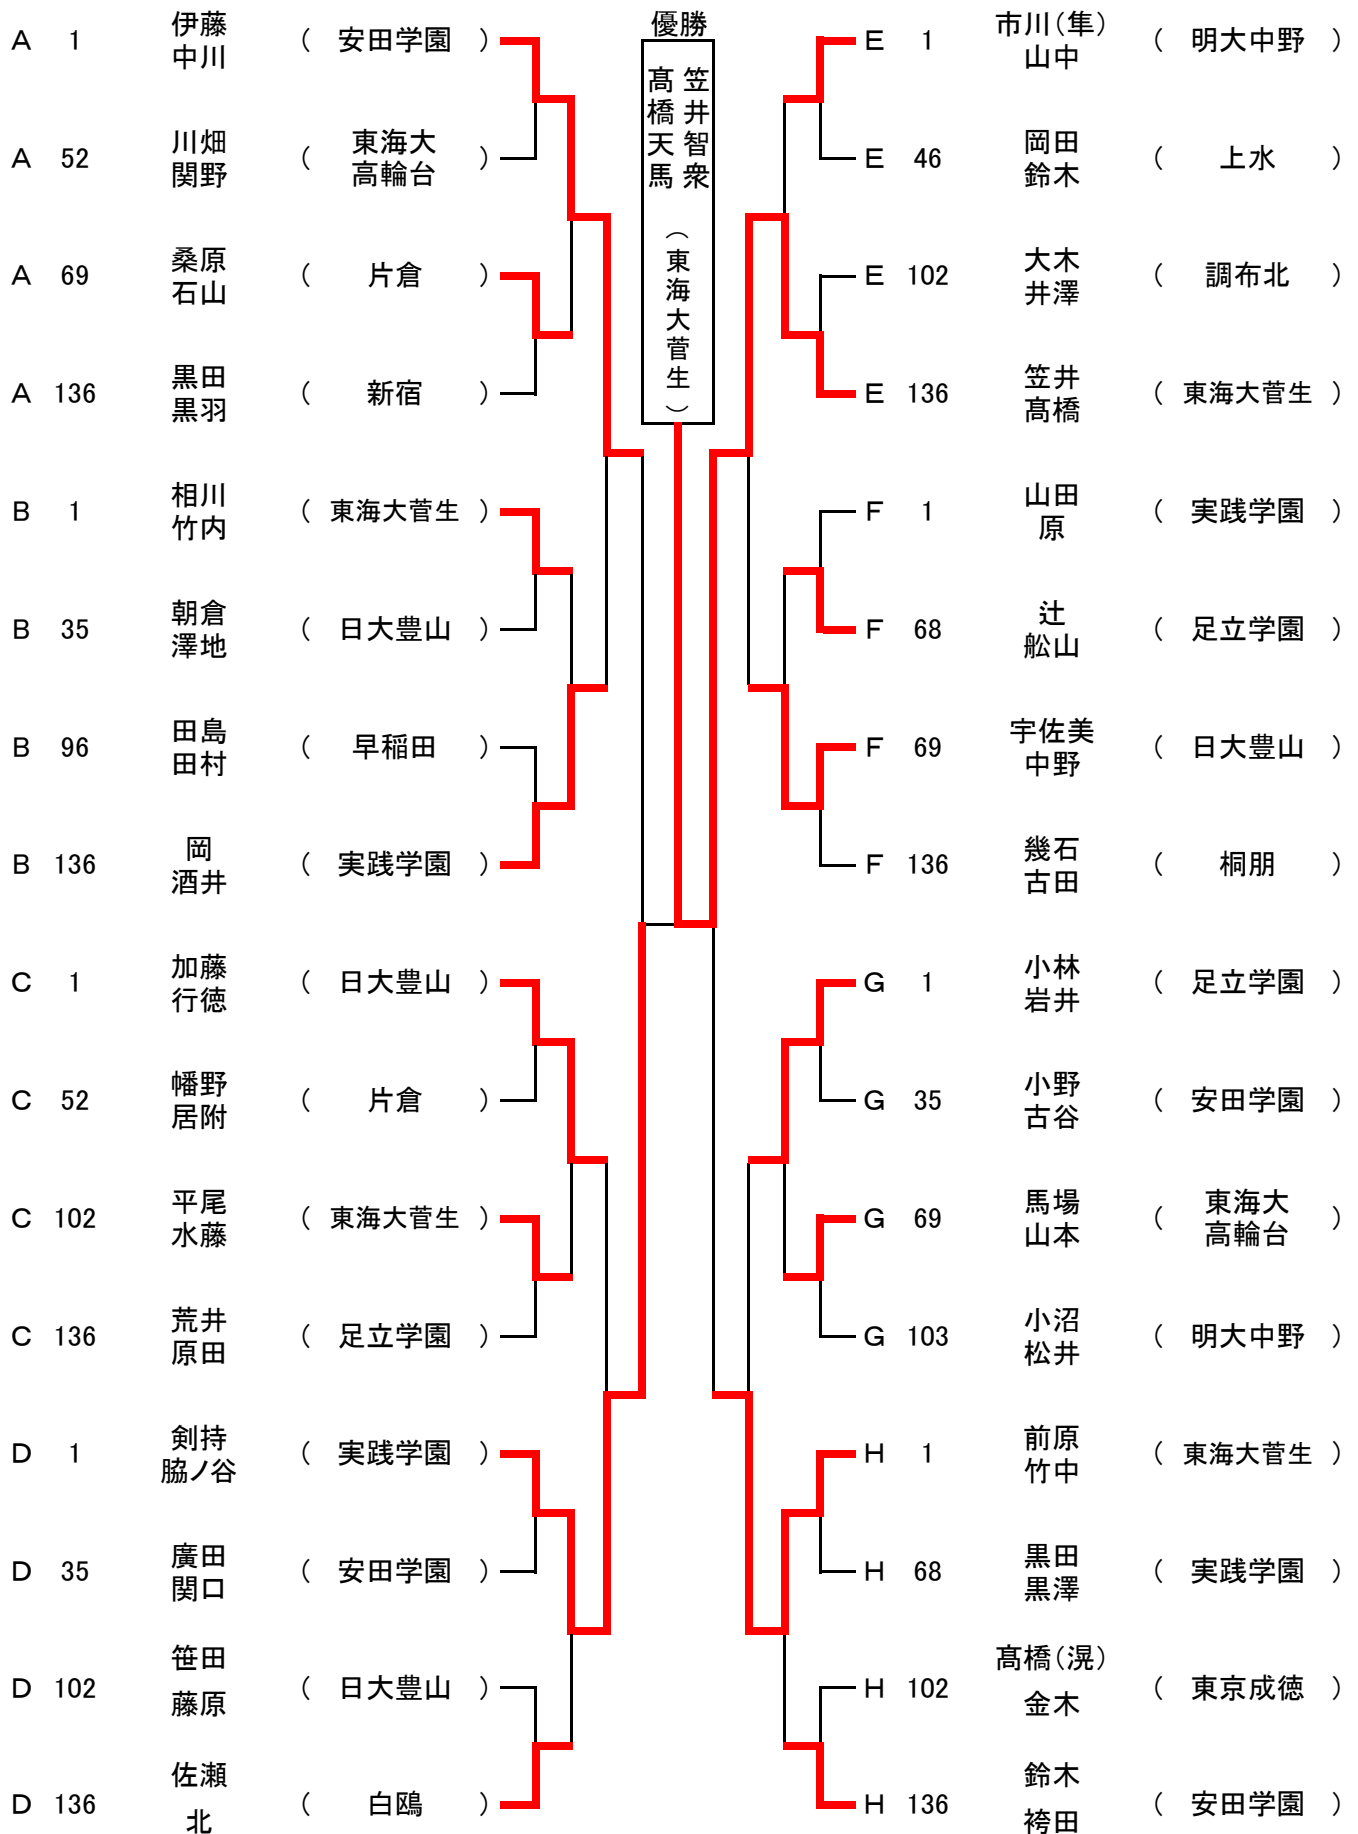 優勝
笠井智衆
髙橋天馬
（東海大菅生）
A 1 伊藤
中川 （ 安田学園 ）
A 52 川畑
関野 （ 東海大
高輪台 ）
A 69 桑原
石山 （ 片倉 ）
A 136 黒田
黒羽 （ 新宿 ）
B 1 相川
竹内 （ 東海大菅生 ）
B 35 朝倉
澤地 （ 日大豊山 ）
B 96 田島
田村 （ 早稲田 ）
B 136 岡
酒井 （ 実践学園 ）
C 1 加藤
行徳 （ 日大豊山 ）
C 52 幡野
居附 （ 片倉 ）
C 102 平尾
水藤 （ 東海大菅生 ）
C 136 荒井
原田 （ 足立学園 ）
D 1 剣持
脇ノ谷 （ 実践学園 ）
D 35 廣田
関口 （ 安田学園 ）
D 102 笹田
藤原 （ 日大豊山 ）
D 136 佐瀬
北 （ 白鴎 ）
E 1 市川（隼）
山中 （ 明大中野 ）
E 46 岡田
鈴木 （ 上水 ）
E 102 大木
井澤 （ 調布北 ）
E 136 笠井
髙橋 （ 東海大菅生 ）
F 1 山田
原 （ 実践学園 ）
F 68 辻
舩山 （ 足立学園 ）
F 69 宇佐美
中野 （ 日大豊山 ）
F 136 幾石
古田 （ 桐朋 ）
G 1 小林
岩井 （ 足立学園 ）
G 35 小野
古谷 （ 安田学園 ）
G 69 馬場
山本 （ 東海大
高輪台 ）
G 103 小沼
松井 （ 明大中野 ）
H 1 前原
竹中 （ 東海大菅生 ）
H 68 黒田
黒澤 （ 実践学園 ）
H 102 髙橋（滉）
金木 （ 東京成徳 ）
H 136 鈴木
袴田 （ 安田学園 ）